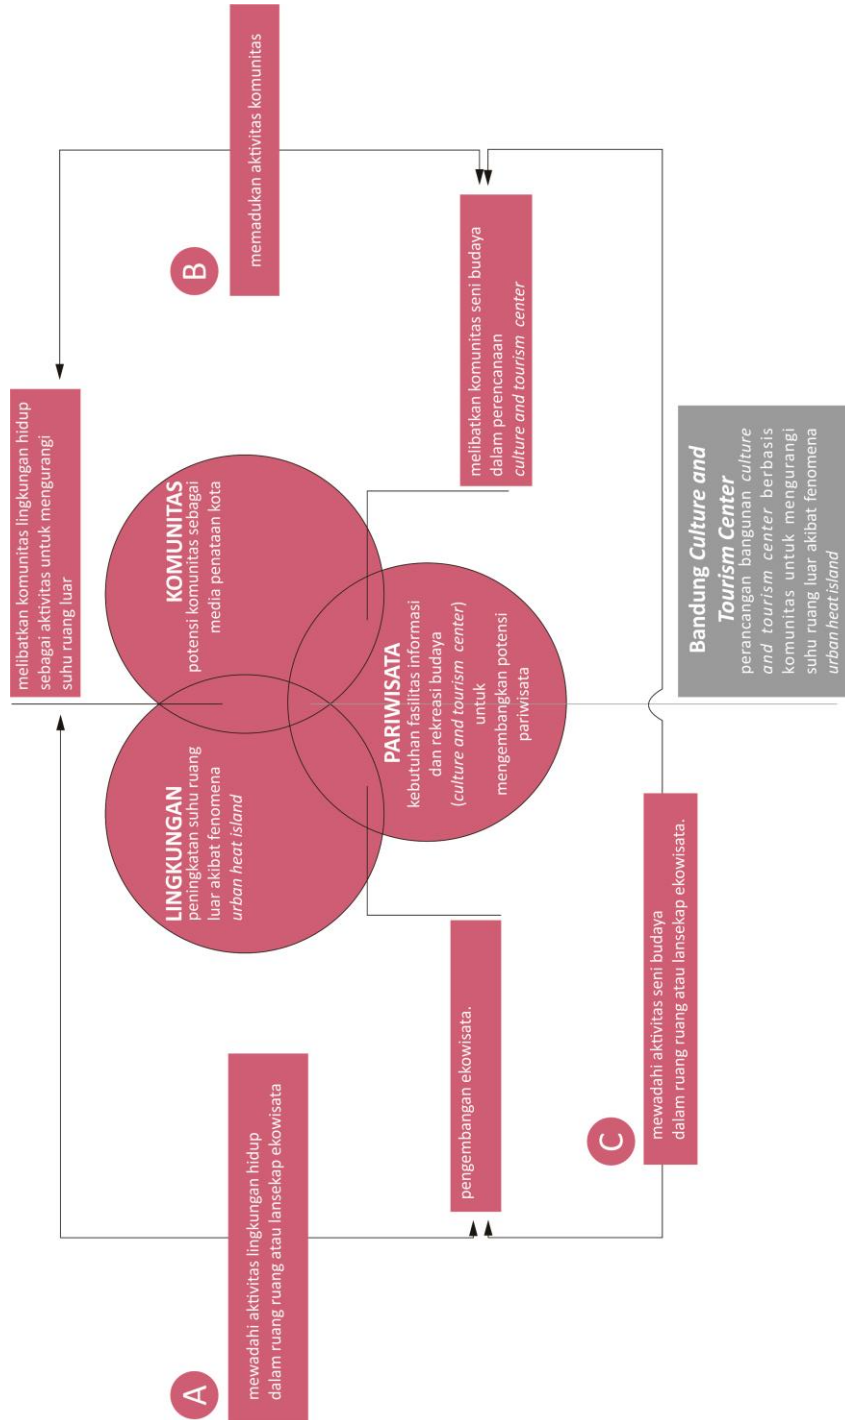 melibatkan komunitas lingkungan hidup
sebagai aktivitas untuk mengurangi
suhu ruang luar
A
mewadahi aktivitas lingkungan hidup
dalam ruang ruang atau lansekap ekowisata
LINGKUNGAN
peningkatan suhu ruang
luar akibat fenomena
urban heat island
KOMUNITAS
potensi komunitas sebagai
media penataan kota
B
memadukan aktivitas komunitas
PARIWISATA
kebutuhan fasilitas informasi
dan rekreasi budaya
(culture and tourism center)
untuk
mengembangkan potensi
pariwisata
pengembangan ekowisata.
melibatkan komunitas seni budaya
dalam perencanaan
culture and tourism center
C
mewadahi aktivitas seni budaya
dalam ruang ruang atau lansekap ekowisata.
Bandung Culture and
Tourism Center
perancangan bangunan culture
and tourism center berbasis
komunitas untuk mengurangi
suhu ruang luar akibat fenomena
urban heat island